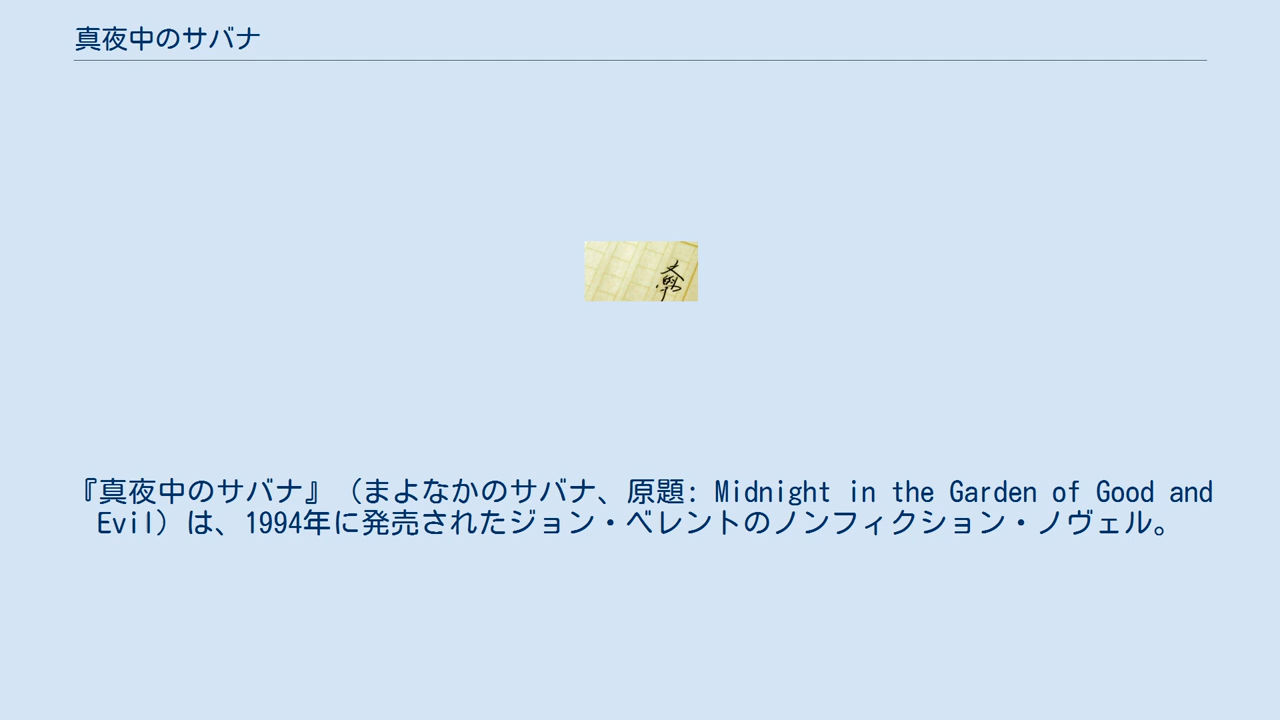 真夜中のサバナ
『真夜中のサバナ』（まよなかのサバナ、原題: Midnight in the Garden of Good and
Evil）は、1994年に発売されたジョン・ベレントのノンフィクション・ノヴェル。